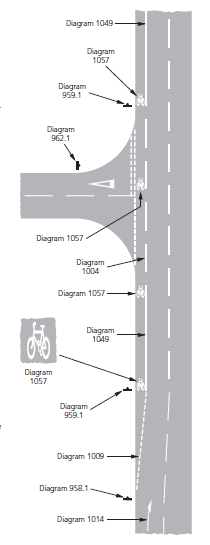 Diagram 1049
Diagram
1057
Diagram
959.1
Diagram
962.1
Diagram 1057
Diagram
1004
Diagram 1057
Diagram
1049
Diagram
1057
Diagram
959.1
Diagram 1009
Diagram 958.1
Diagram 1014